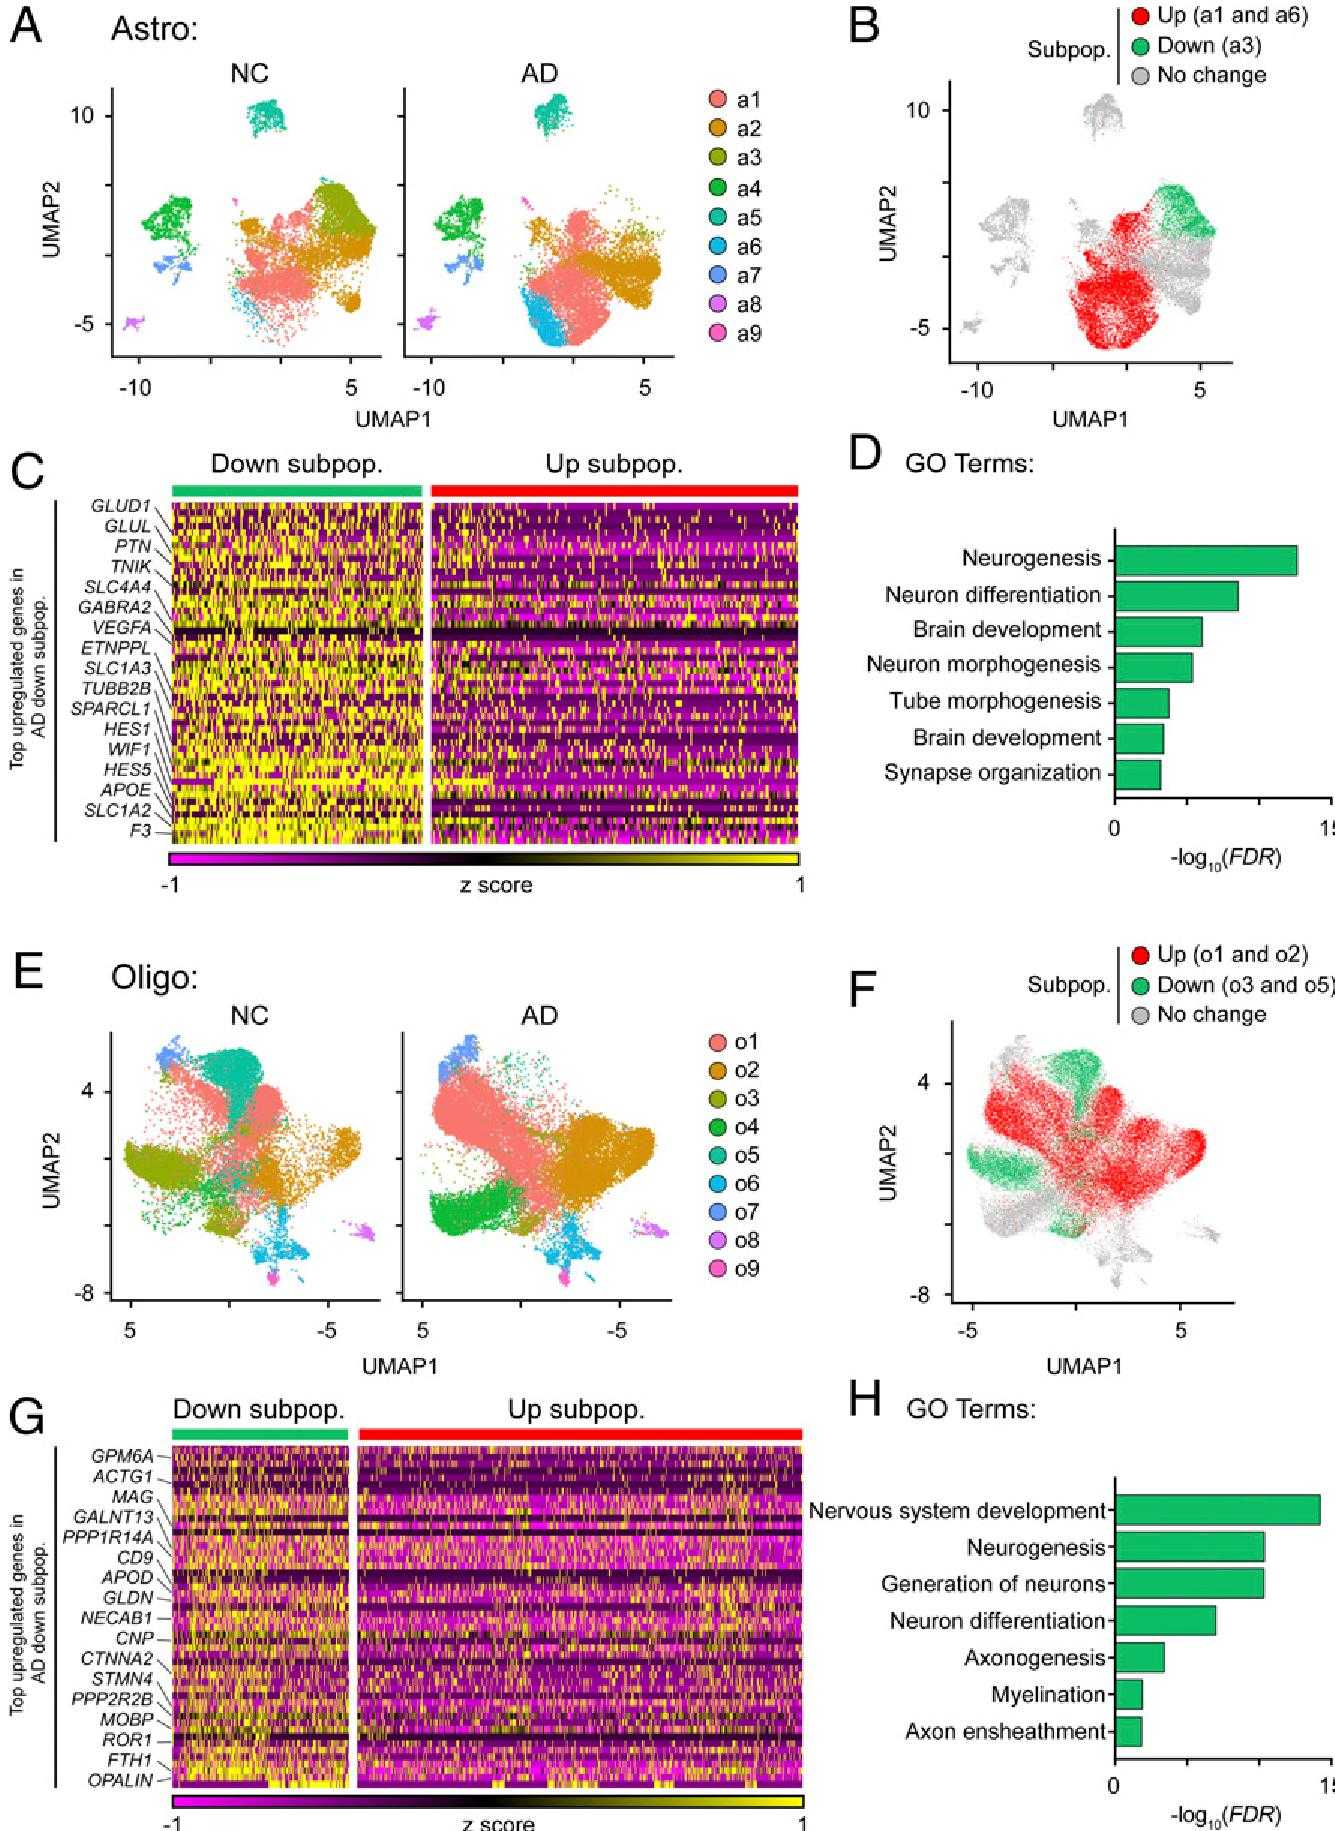 A
Astro:
NC
AD
UMAP2
10
-5
-10
5
-10
5
UMAP1
a1
a2
a3
a4
a5
a6
a7
a8
a9
B
Subpop.
Up (a1 and a6)
Down (a3)
No change
UMAP2
10
-5
-10
5
UMAP1
C
Down subpop.
Up subpop.
Top upregulated genes in
AD down subpop.
GLUD1
GLUL
PTN
TNIK
SLC4A4
GABRA2
VEGFA
ETNPPL
SLC1A3
TUBB2B
SPARCL1
HES1
WIF1
HES5
APOE
SLC1A2
F3
-1
z score
1
D
GO Terms:
Neurogenesis
Neuron differentiation
Brain development
Neuron morphogenesis
Tube morphogenesis
Brain development
Synapse organization
0
15
-log10(FDR)
E
Oligo:
NC
AD
UMAP2
4
-8
5
-5
5
-5
UMAP1
o1
o2
o3
o4
o5
o6
o7
o8
o9
F
Subpop.
Up (o1 and o2)
Down (o3 and o5)
No change
UMAP2
4
-8
-5
5
UMAP1
G
Down subpop.
Up subpop.
Top upregulated genes in
AD down subpop.
GPM6A
ACTG1
MAG
GALNT13
PPP1R14A
CD9
APOD
GLDN
NECAB1
CNP
CTNNA2
STMN4
PPP2R2B
MOBP
ROR1
FTH1
OPALIN
-1
z score
1
H
GO Terms:
Nervous system development
Neurogenesis
Generation of neurons
Neuron differentiation
Axonogenesis
Myelination
Axon ensheathment
0
15
-log10(FDR)